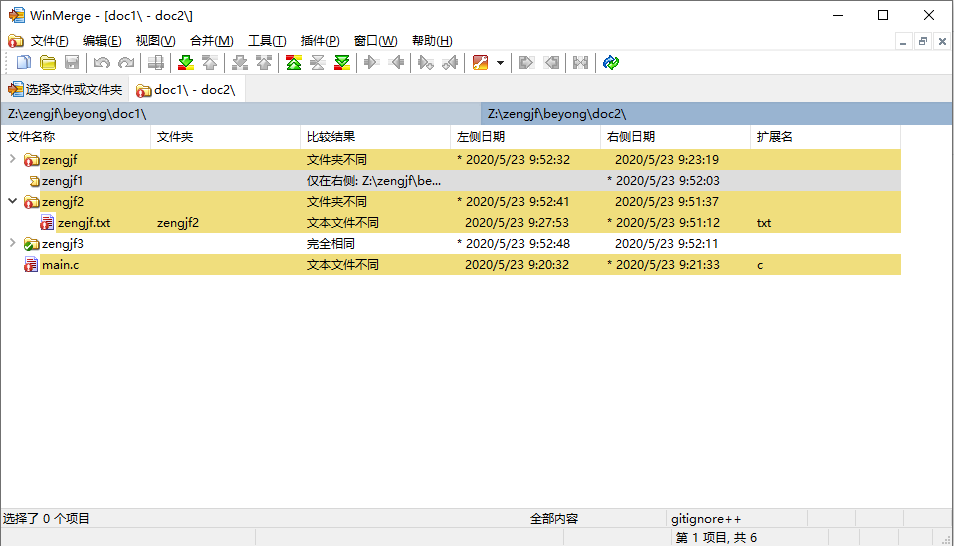 WinMerge - [doc1\ - doc2\]
文件(F) 编辑(E) 视图(V) 合并(M) 工具(T) 插件(P) 窗口(W) 帮助(H)
选择文件或文件夹 doc1\ - doc2\
Z:\zengjf\beyong\doc1\ Z:\zengjf\beyong\doc2\
文件名称 文件夹 比较结果 左侧日期 右侧日期 扩展名
zengjf 文件夹不同 * 2020/5/23 9:52:32 2020/5/23 9:23:19
zengjf1 仅在右侧: Z:\zengjf\be... * 2020/5/23 9:52:03
zengjf2 文件夹不同 * 2020/5/23 9:52:41 2020/5/23 9:51:37
zengjf.txt zengjf2 文本文件不同 2020/5/23 9:27:53 * 2020/5/23 9:51:12 txt
zengjf3 完全相同 * 2020/5/23 9:52:48 2020/5/23 9:52:11
main.c 文本文件不同 2020/5/23 9:20:32 * 2020/5/23 9:21:33 c
选择了 0 个项目 全部内容 gitignore++
第 1 项目, 共 6